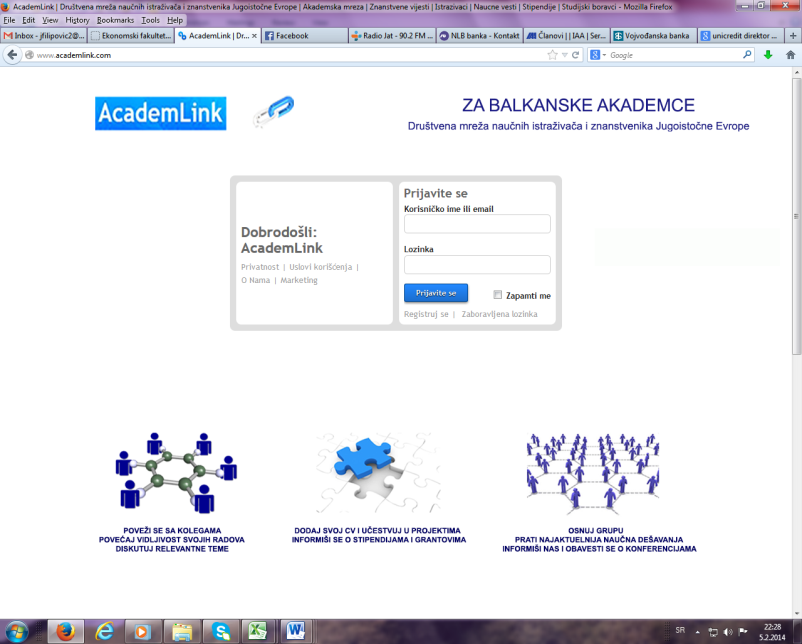 AcademLink | Društvena mreža naučnih istraživača i znanstvenika Jugoistočne Evrope | Akademska mreza | Znanstvene vijesti | Istrazivaci | Naucne vesti | Stipendije | Studijski boravci - Mozilla Firefox
File Edit View History Bookmarks Tools Help
Inbox - jfilipovic2@... Ekonomski fakultet... AcademLink | Dr... × Facebook Radio Jat - 90.2 FM ... NLB banka - Kontakt Članovi | | IAA | Ser... Vojvođanska banka unicredit direktor ... +
www.academlink.com Google
AcademLink
ZA BALKANSKE AKADEMCE
Društvena mreža naučnih istraživača i znanstvenika Jugoistočne Evrope
Dobrodošli:
AcademLink
Privatnost | Uslovi korišćenja |
O Nama | Marketing
Prijavite se
Korisničko ime ili email
Lozinka
Prijavite se Zapamti me
Registruj se | Zaboravljena lozinka
POVEŽI SE SA KOLEGAMA
POVEĆAJ VIDLJIVOST SVOJIH RADOVA
DISKUTUJ RELEVANTNE TEME
DODAJ SVOJ CV I UČESTVUJ U PROJEKTIMA
INFORMIŠI SE O STIPENDIJAMA I GRANTOVIMA
OSNUJ GRUPU
PRATI NAJAKTUELNIJA NAUČNA DEŠAVANJA
INFORMIŠI NAS I OBAVESTI SE O KONFERENCIJAMA
SR
22:28
5.2.2014